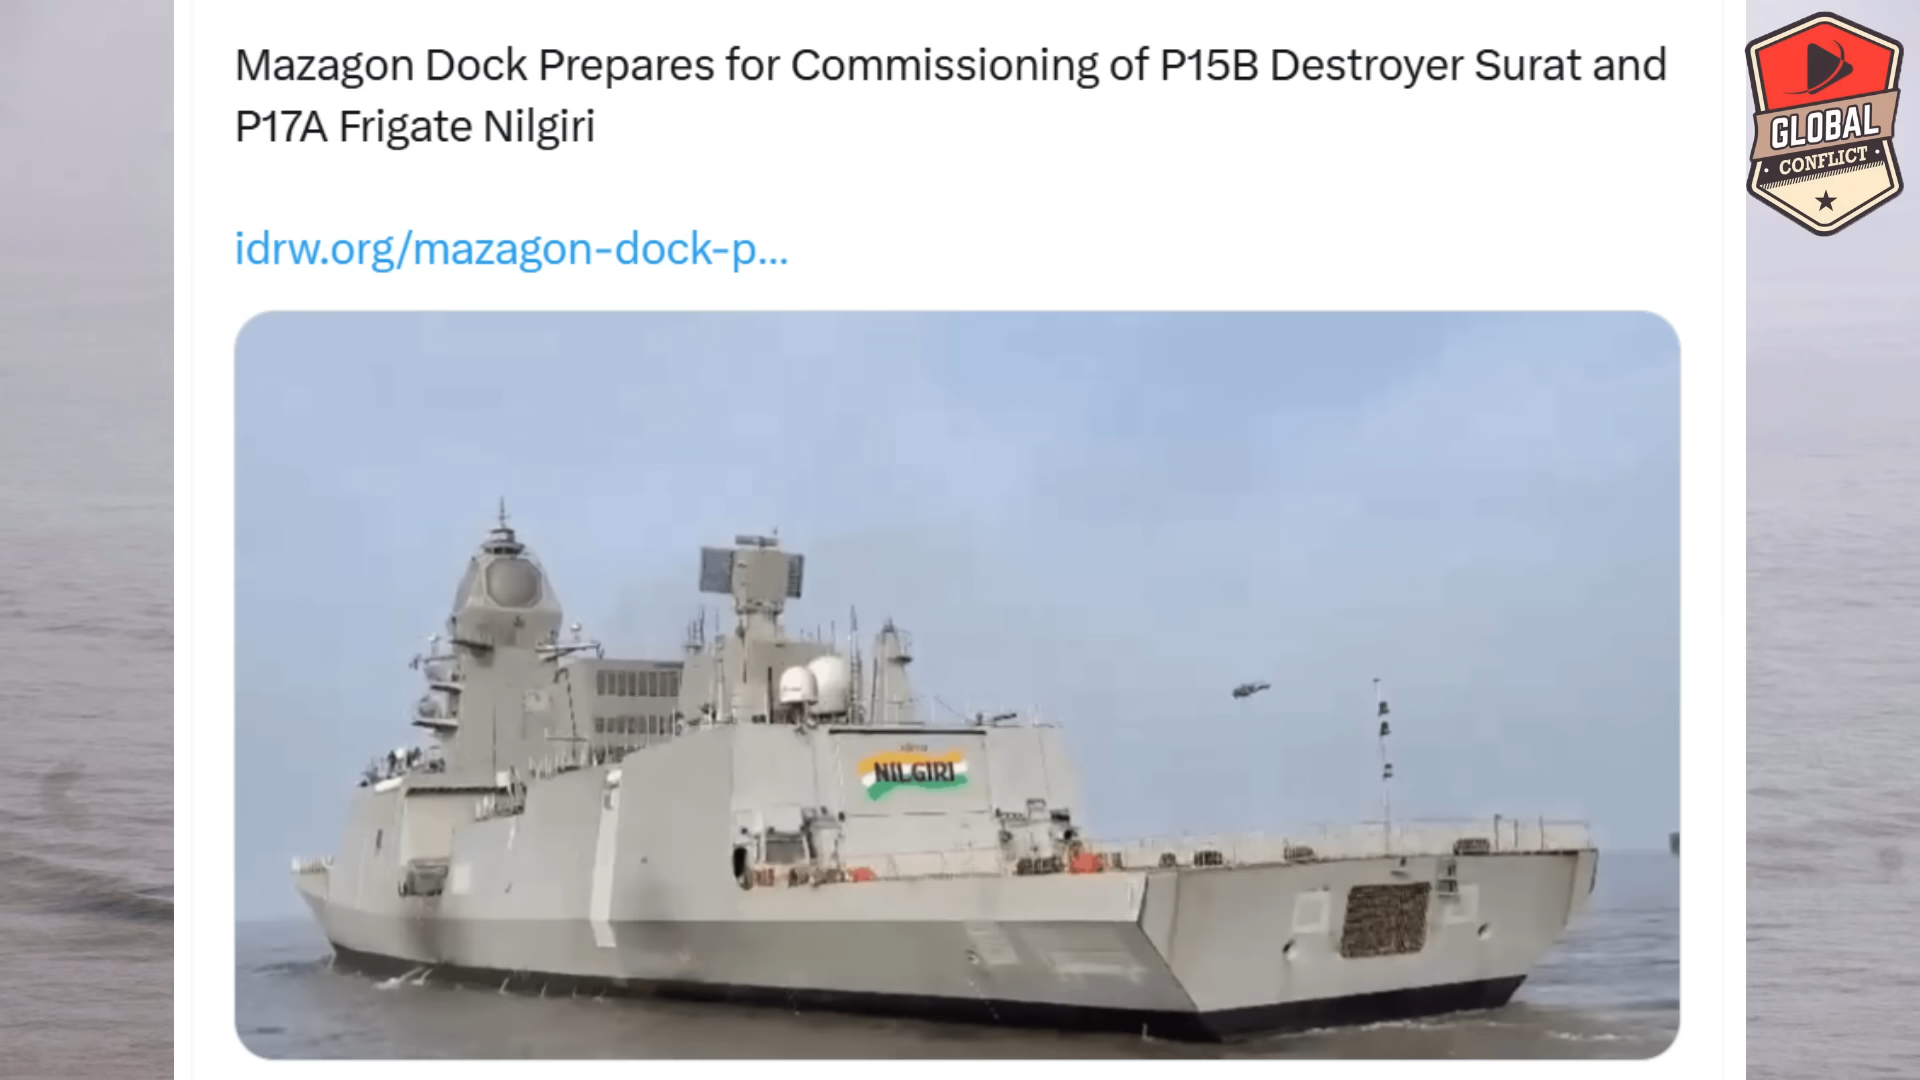 Mazagon Dock Prepares for Commissioning of P15B Destroyer Surat and
P17A Frigate Nilgiri
idrw.org/mazagon-dock-p...
GLOBAL
CONFLICT
NILGIRI